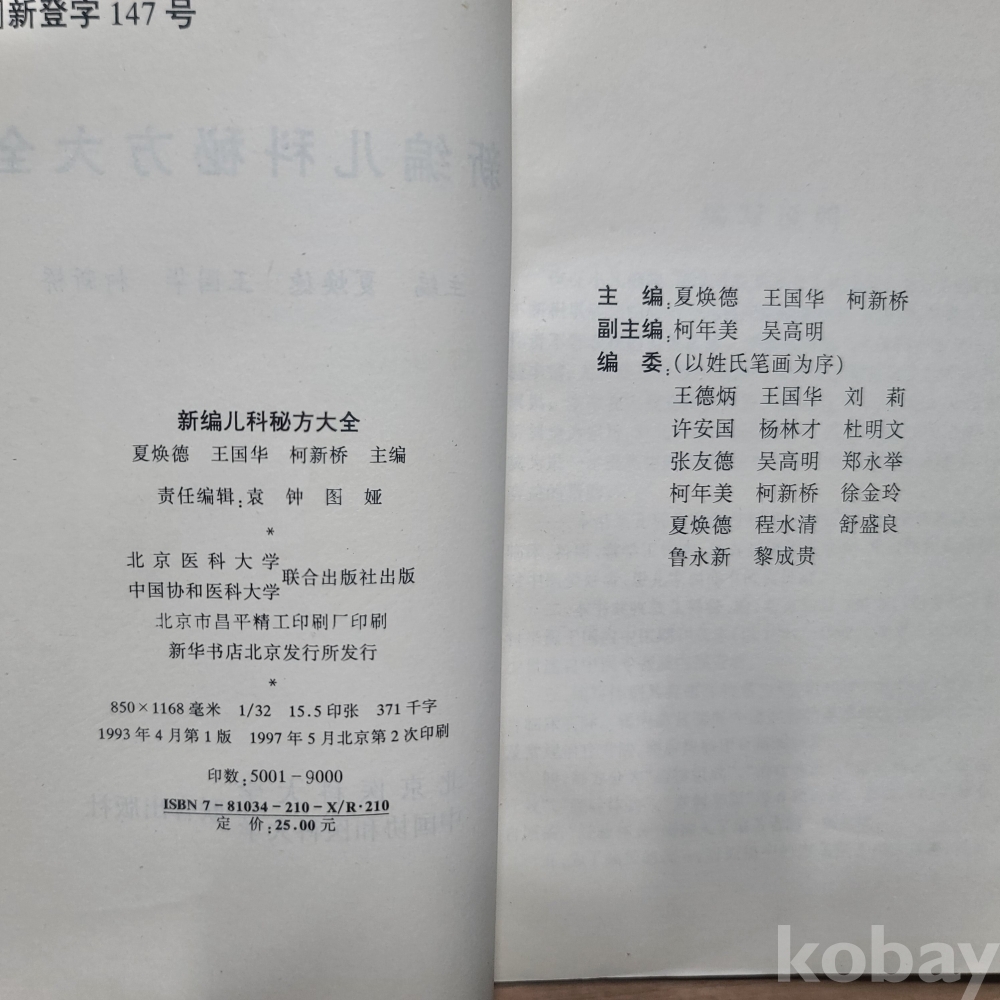 新登字 147 号
新编儿科秘方大全
夏焕德 王国华 柯新桥 主编
责任编辑:袁 钟 图 娅
*
北京医科大学
中国协和医科大学
联合出版社出版
北京市昌平精工印刷厂印刷
新华书店北京发行所发行
*
850×1168 毫米 1/32 15.5 印张 371 千字
1993 年 4 月第 1 版 1997 年 5 月北京第 2 次印刷
印数:5001-9000
ISBN 7-81034-210-X/R·210
定 价:25.00 元
主 编:夏焕德 王国华 柯新桥
副主编:柯年美 吴高明
编 委:(以姓氏笔画为序)
王德炳 王国华 刘 莉
许安国 杨林才 杜明文
张友德 吴高明 郑永举
柯年美 柯新桥 徐金玲
夏焕德 程水清 舒盛良
鲁永新 黎成贵
kobay